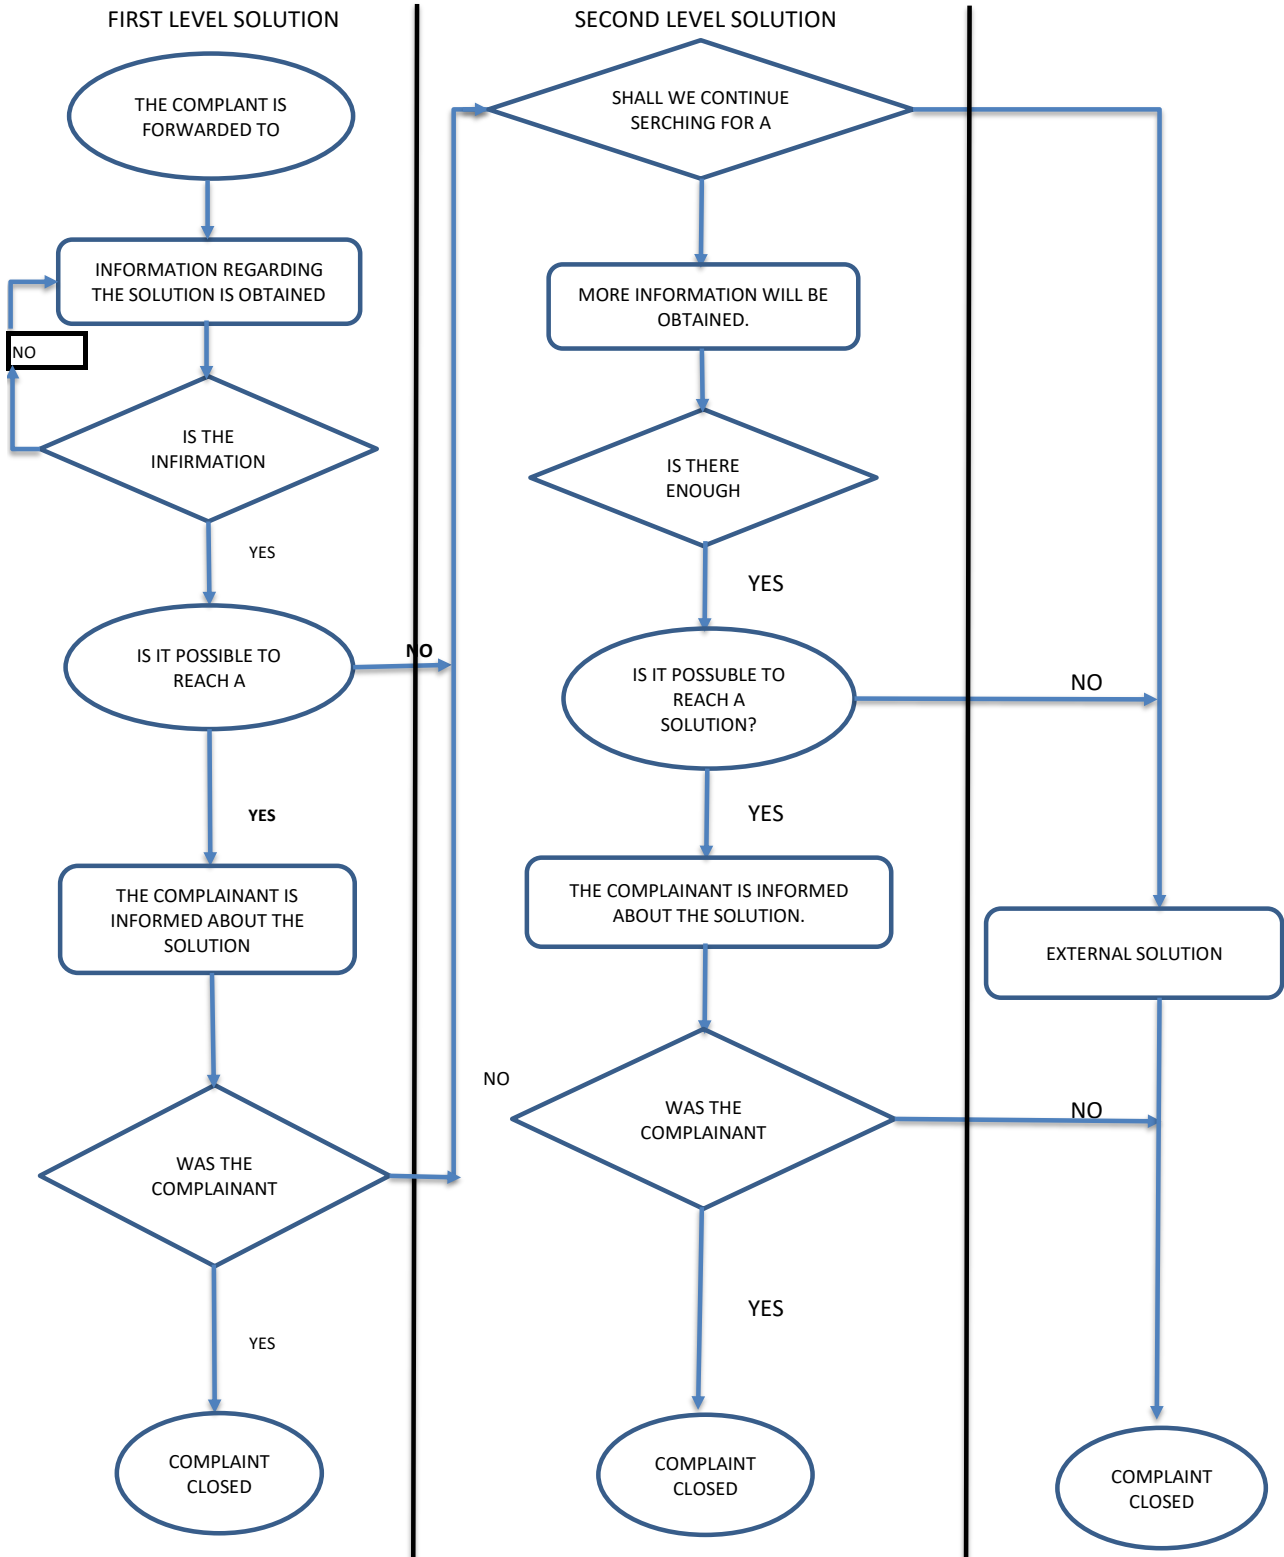 FIRST LEVEL SOLUTION
THE COMPLANT IS
FORWARDED TO
INFORMATION REGARDING
THE SOLUTION IS OBTAINED
NO
IS THE
INFIRMATION
YES
IS IT POSSIBLE TO
REACH A
NO
YES
THE COMPLAINANT IS
INFORMED ABOUT THE
SOLUTION
WAS THE
COMPLAINANT
YES
COMPLAINT
CLOSED
SECOND LEVEL SOLUTION
SHALL WE CONTINUE
SERCHING FOR A
MORE INFORMATION WILL BE
OBTAINED.
IS THERE
ENOUGH
YES
IS IT POSSUBLE TO
REACH A
SOLUTION?
NO
YES
THE COMPLAINANT IS INFORMED
ABOUT THE SOLUTION.
NO
WAS THE
COMPLAINANT
NO
YES
COMPLAINT
CLOSED
EXTERNAL SOLUTION
COMPLAINT
CLOSED